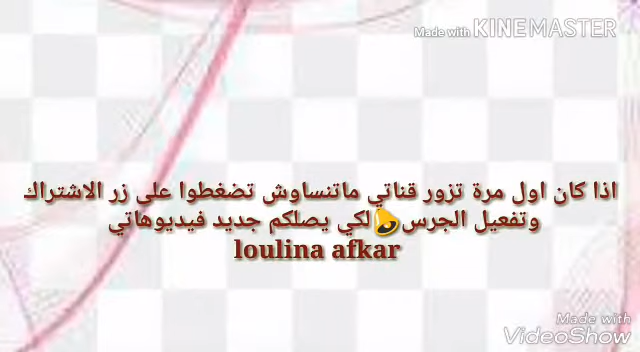 Made with KINEMASTER
اذا كان اول مرة تزور قناتي ماتنساوش تضغطوا على زر الاشتراك
وتفعيل الجرس🔔لكي يصلكم جديد فيديوهاتي
loulina afkar
Made with
VideoShow